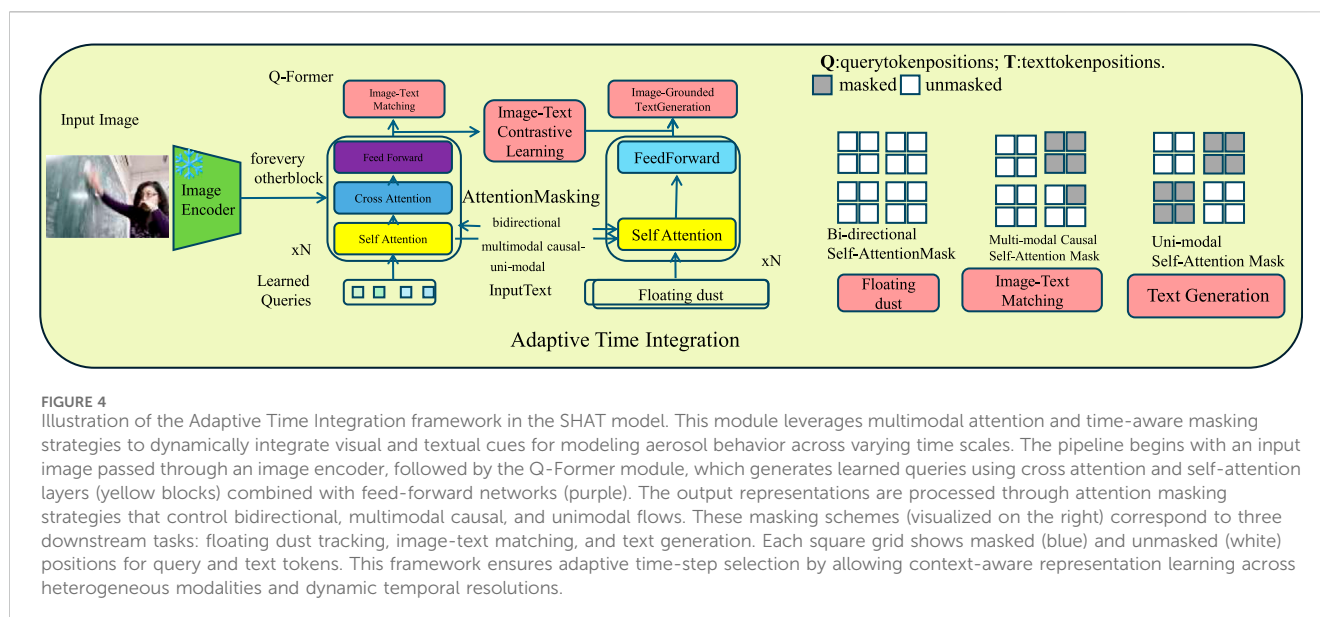 Q:querytokenpositions; T:texttokenpositions.
masked unmasked
Q-Former
Input Image
Image
Encoder
forevery
otherblock
Image-Text
Matching
Feed Forward
Cross Attention
Self Attention
xN
Learned
Queries
Image-Text
Contrastive
Learning
AttentionMasking
bidirectional
multimodal causal-
uni-modal
InputText
Image-Grounded
TextGeneration
FeedForward
Self Attention
xN
Floating dust
Adaptive Time Integration
Bi-directional
Self-AttentionMask
Floating
dust
Multi-modal Causal
Self-Attention Mask
Image-Text
Matching
Uni-modal
Self-Attention Mask
Text Generation
FIGURE 4
Illustration of the Adaptive Time Integration framework in the SHAT model. This module leverages multimodal attention and time-aware masking
strategies to dynamically integrate visual and textual cues for modeling aerosol behavior across varying time scales. The pipeline begins with an input
image passed through an image encoder, followed by the Q-Former module, which generates learned queries using cross attention and self-attention
layers (yellow blocks) combined with feed-forward networks (purple). The output representations are processed through attention masking
strategies that control bidirectional, multimodal causal, and unimodal flows. These masking schemes (visualized on the right) correspond to three
downstream tasks: floating dust tracking, image-text matching, and text generation. Each square grid shows masked (blue) and unmasked (white)
positions for query and text tokens. This framework ensures adaptive time-step selection by allowing context-aware representation learning across
heterogeneous modalities and dynamic temporal resolutions.